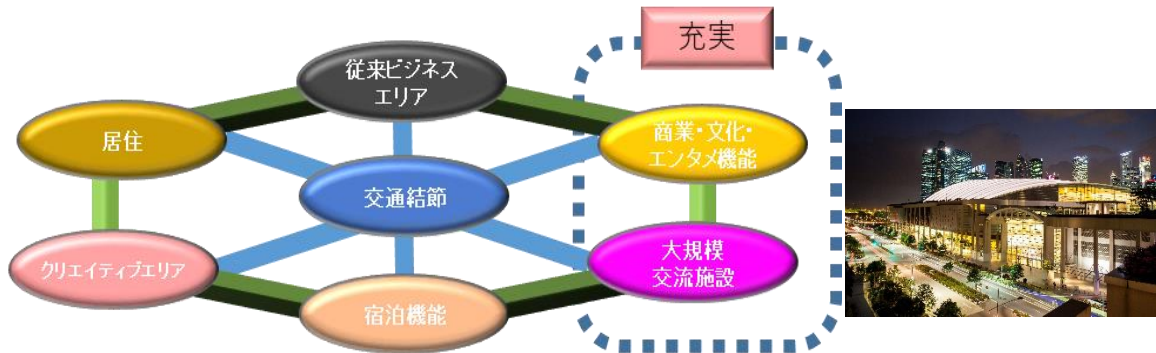 充実
従来ビジネス
エリア
居住
商業・文化・
エンタメ機能
交通結節
クリエイティブエリア
大規模
交流施設
宿泊機能